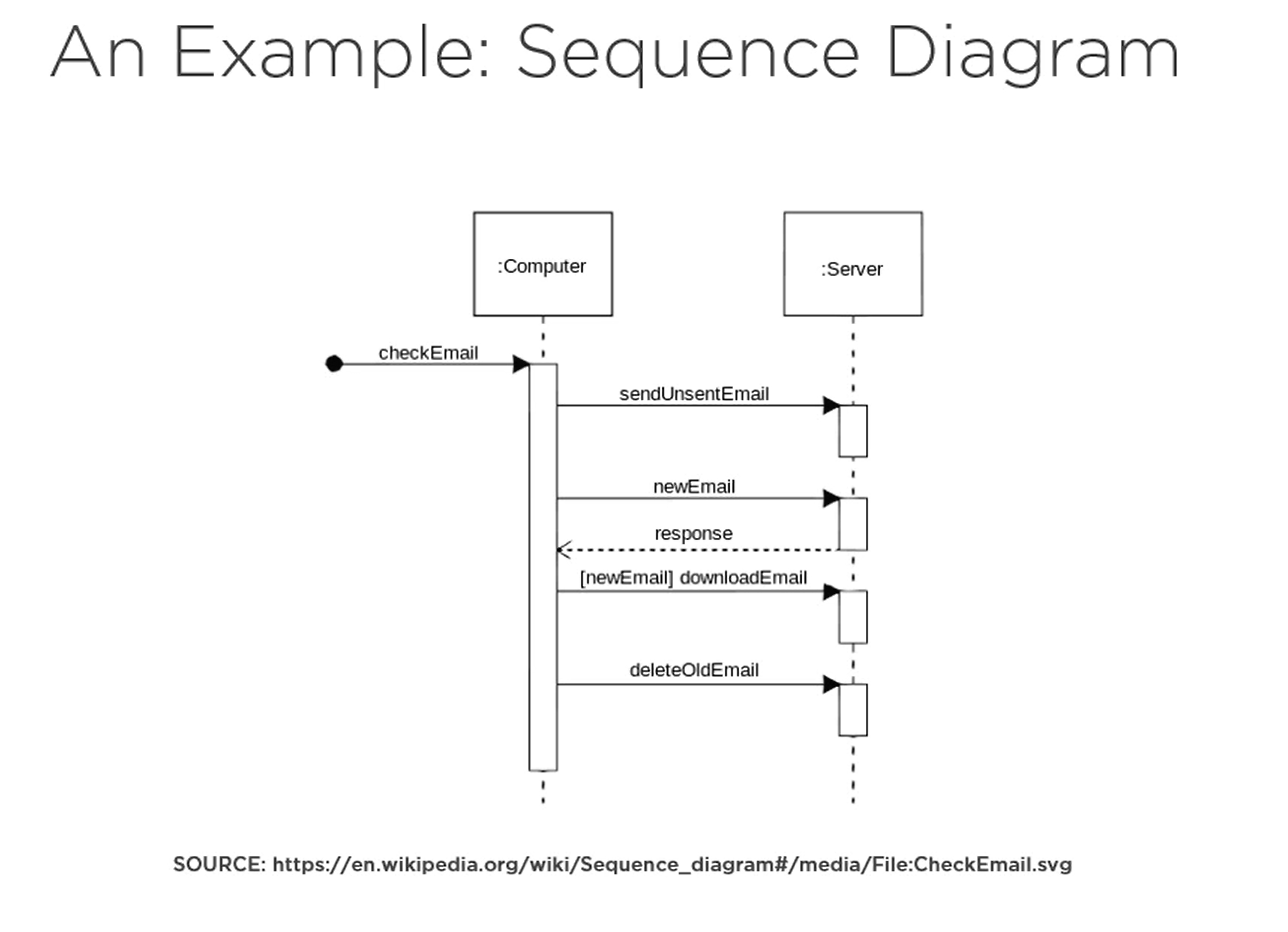 An Example: Sequence Diagram
:Computer
:Server
checkEmail
sendUnsentEmail
newEmail
response
[newEmail] downloadEmail
deleteOldEmail
SOURCE: https://en.wikipedia.org/wiki/Sequence_diagram#/media/File:CheckEmail.svg